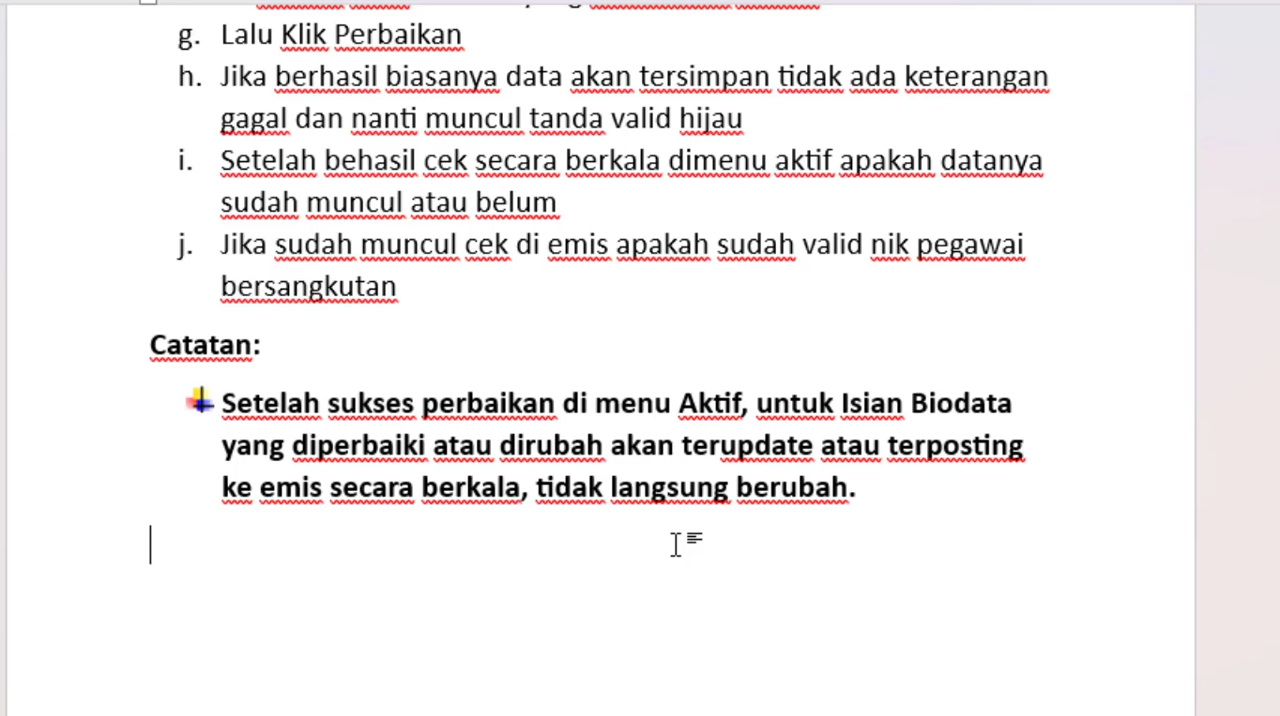 g. Lalu Klik Perbaikan
h. Jika berhasil biasanya data akan tersimpan tidak ada keterangan
gagal dan nanti muncul tanda valid hijau
i. Setelah behasil cek secara berkala dimenu aktif apakah datanya
sudah muncul atau belum
j. Jika sudah muncul cek di emis apakah sudah valid nik pegawai
bersangkutan
Catatan:
Setelah sukses perbaikan di menu Aktif, untuk Isian Biodata
yang diperbaiki atau dirubah akan terupdate atau terposting
ke emis secara berkala, tidak langsung berubah.